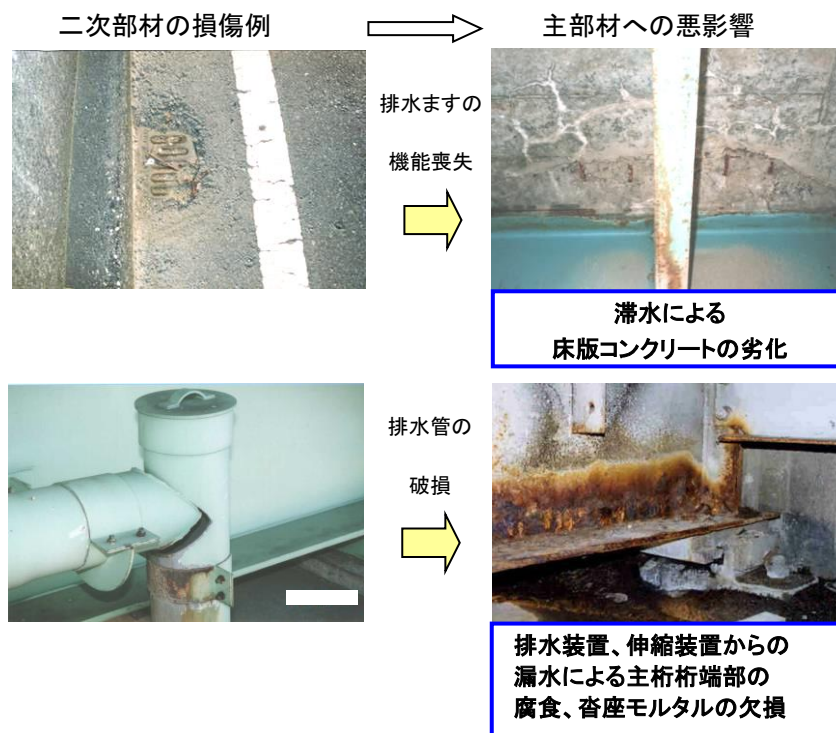 二次部材の損傷例
主部材への悪影響
排水ますの
機能喪失
滞水による
床版コンクリートの劣化
排水管の
破損
排水装置、伸縮装置からの
漏水による主桁桁端部の
腐食、沓座モルタルの欠損